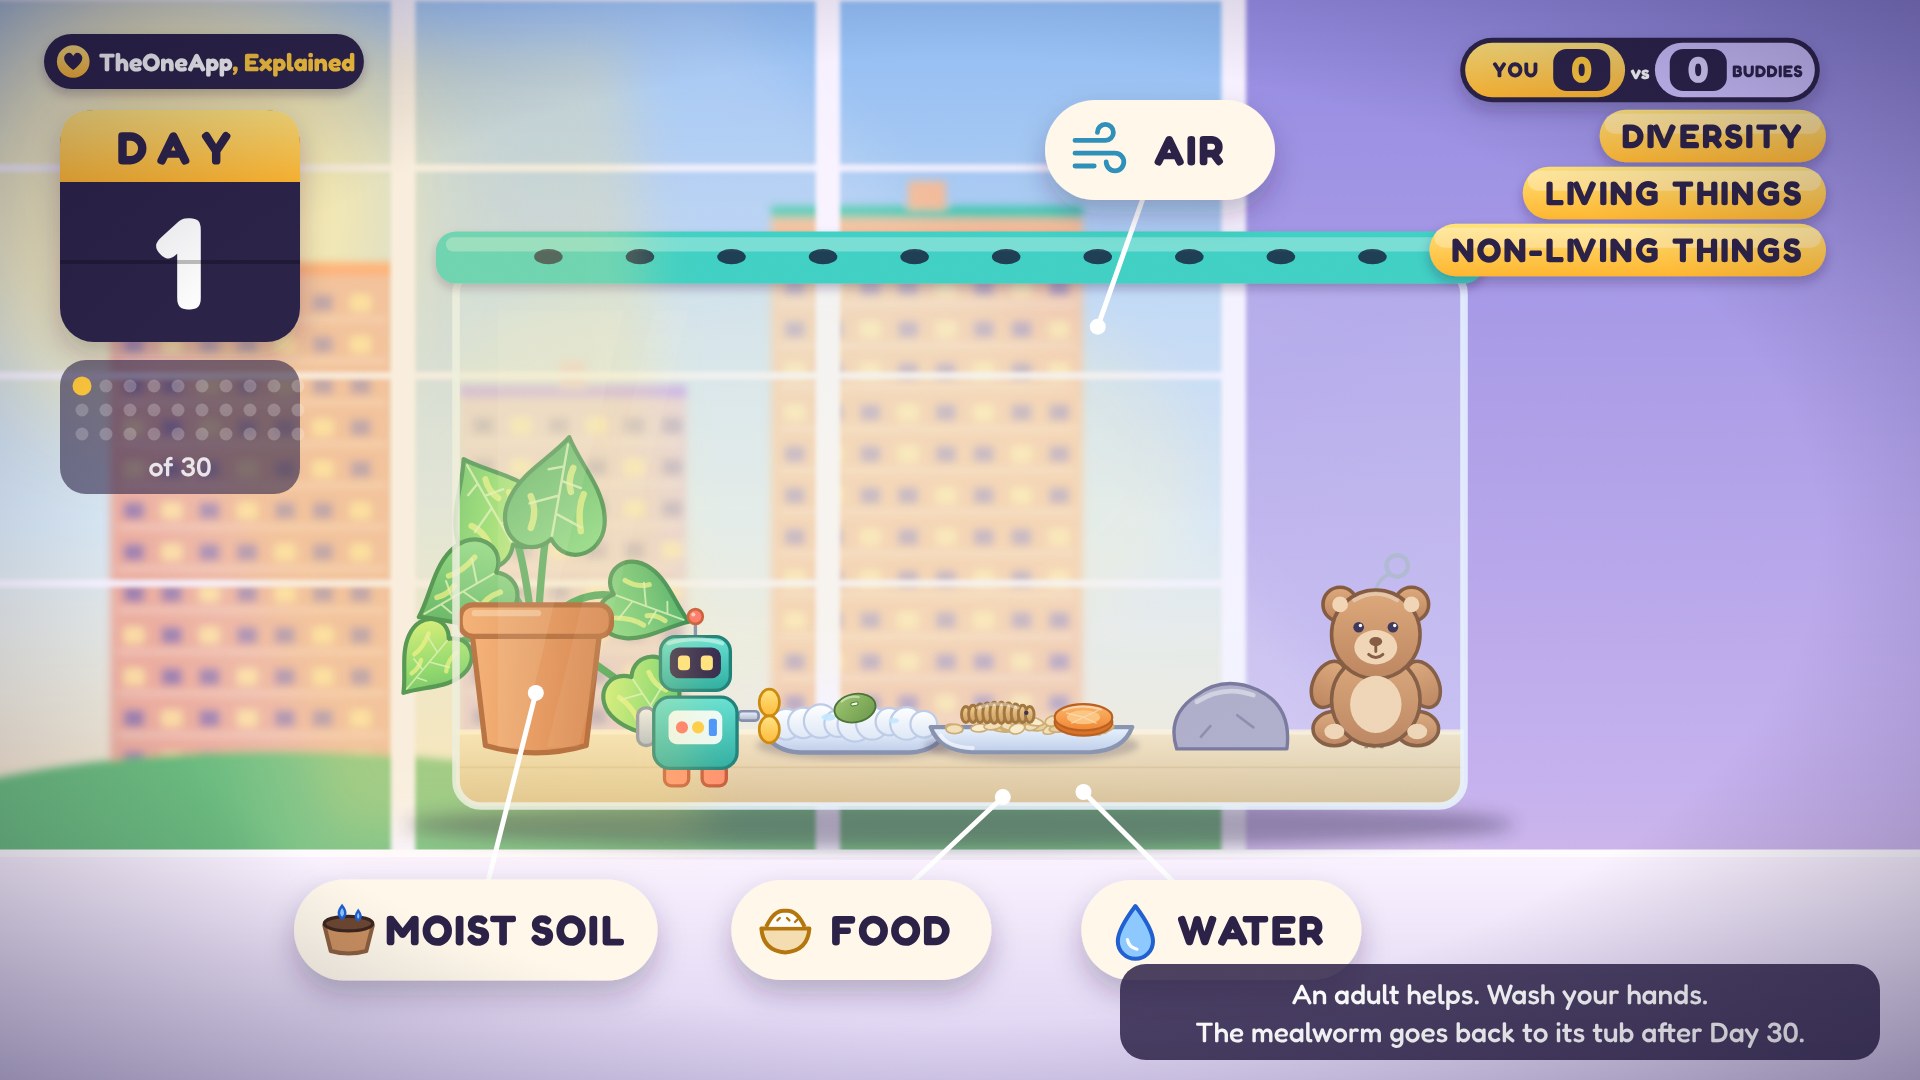 TheOneApp, Explained
DAY
1
of 30
YOU 0 vs 0 BUDDIES
DIVERSITY
LIVING THINGS
NON-LIVING THINGS
AIR
MOIST SOIL
FOOD
WATER
An adult helps. Wash your hands.
The mealworm goes back to its tub after Day 30.